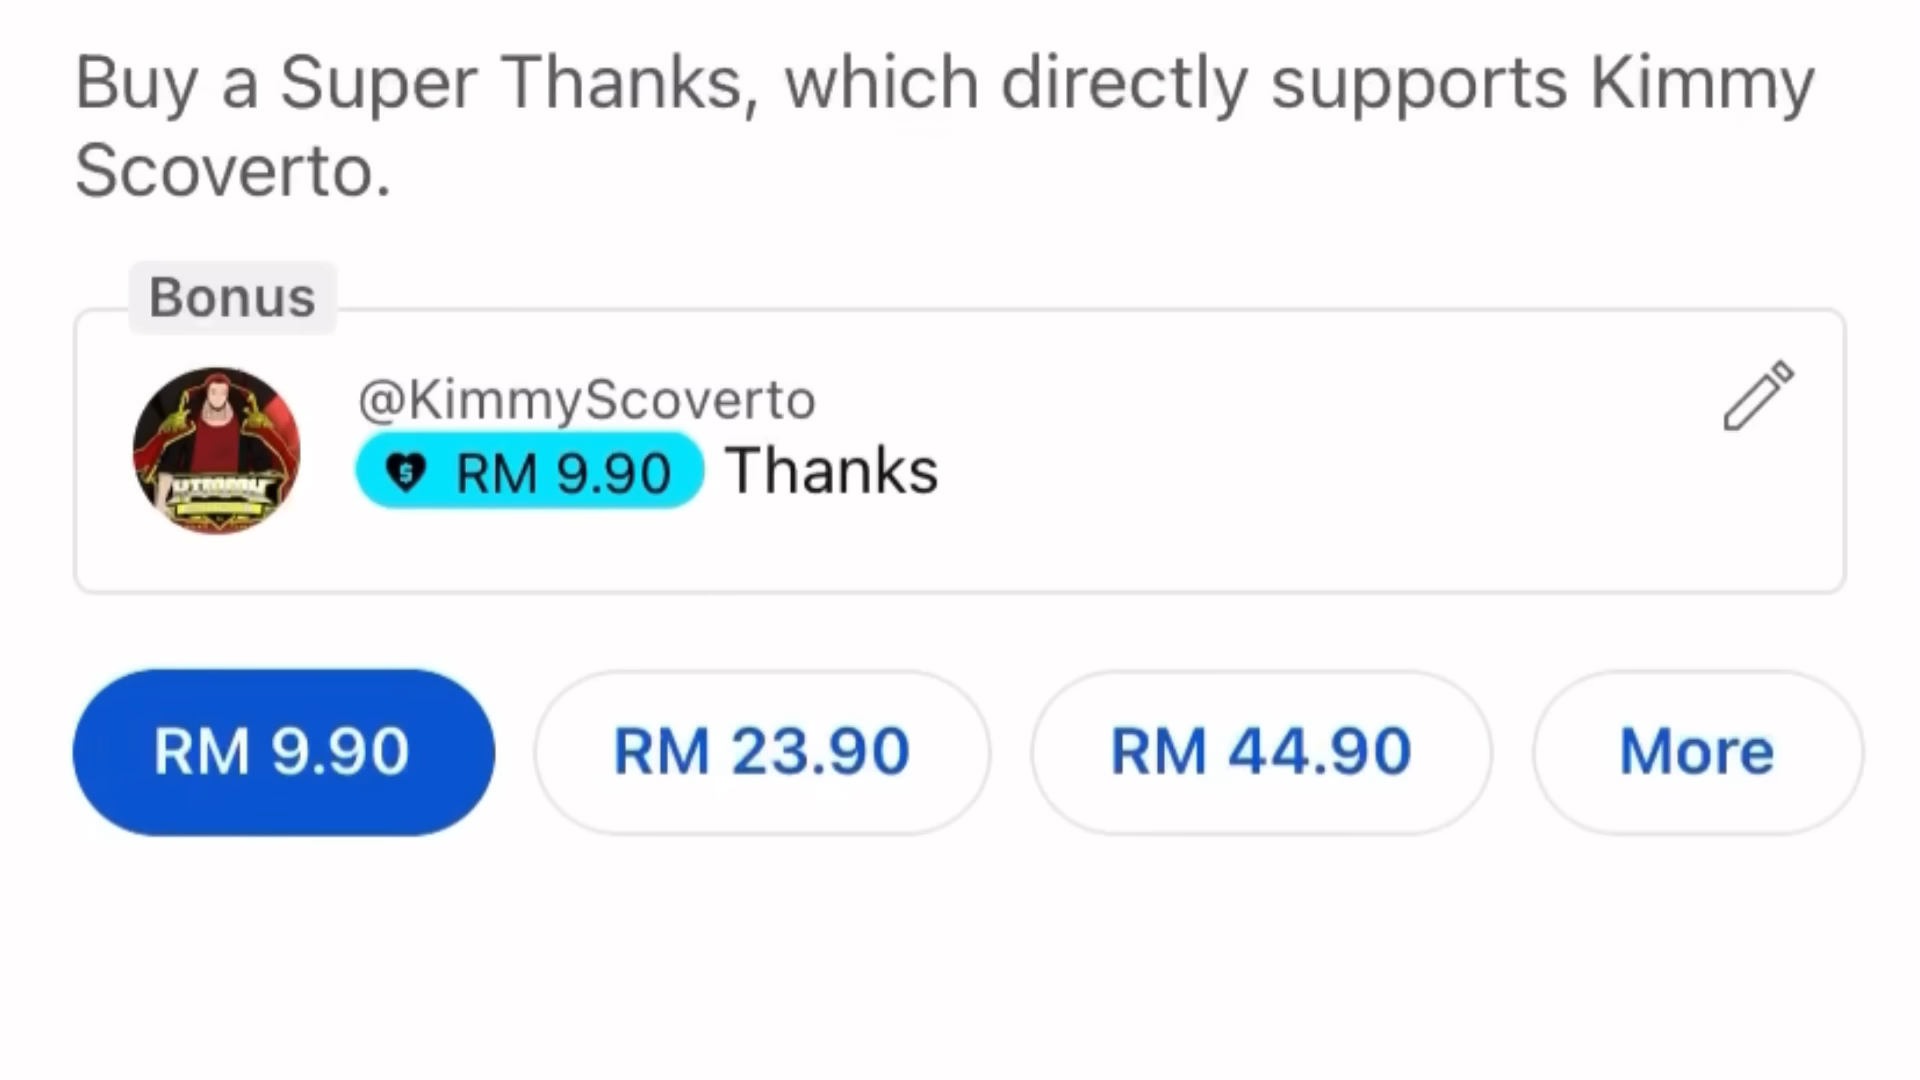 Buy a Super Thanks, which directly supports Kimmy
Scoverto.
Bonus
@KimmyScoverto
RM 9.90 Thanks
RM 9.90 RM 23.90 RM 44.90 More